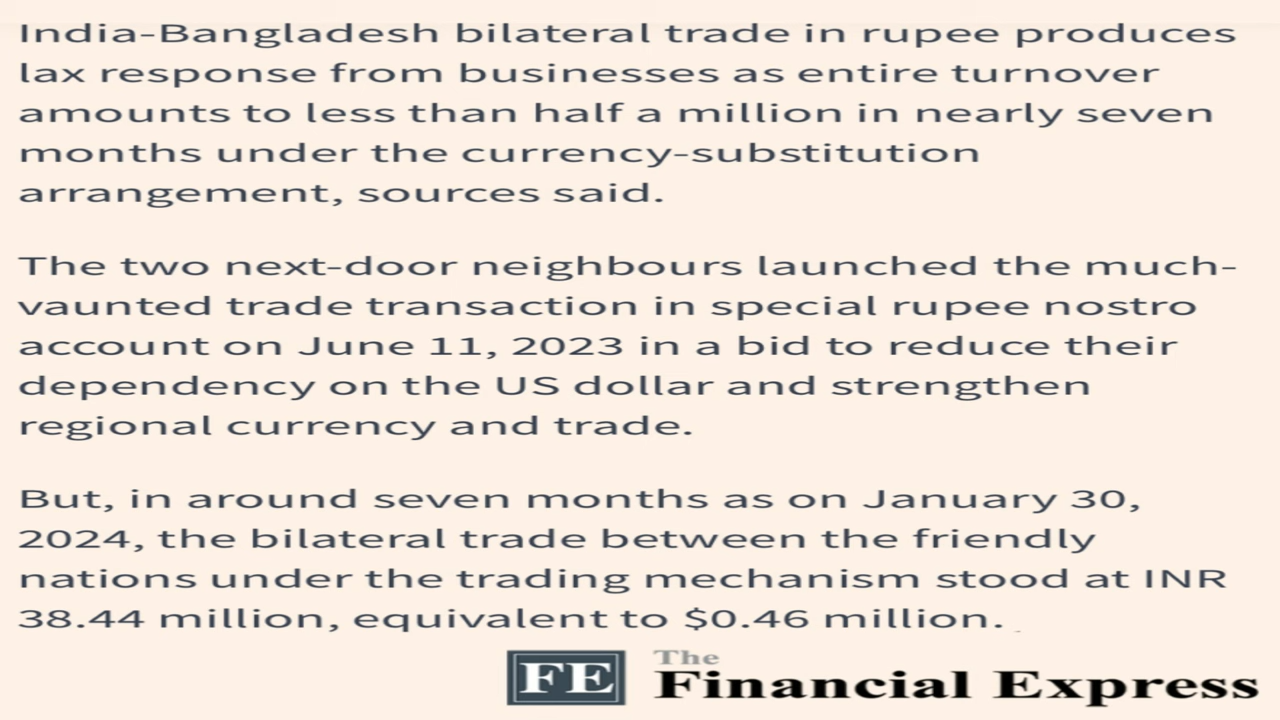 India-Bangladesh bilateral trade in rupee produces
lax response from businesses as entire turnover
amounts to less than half a million in nearly seven
months under the currency-substitution
arrangement, sources said.
The two next-door neighbours launched the much-
vaunted trade transaction in special rupee nostro
account on June 11, 2023 in a bid to reduce their
dependency on the US dollar and strengthen
regional currency and trade.
But, in around seven months as on January 30,
2024, the bilateral trade between the friendly
nations under the trading mechanism stood at INR
38.44 million, equivalent to $0.46 million.
FE The
Financial Express